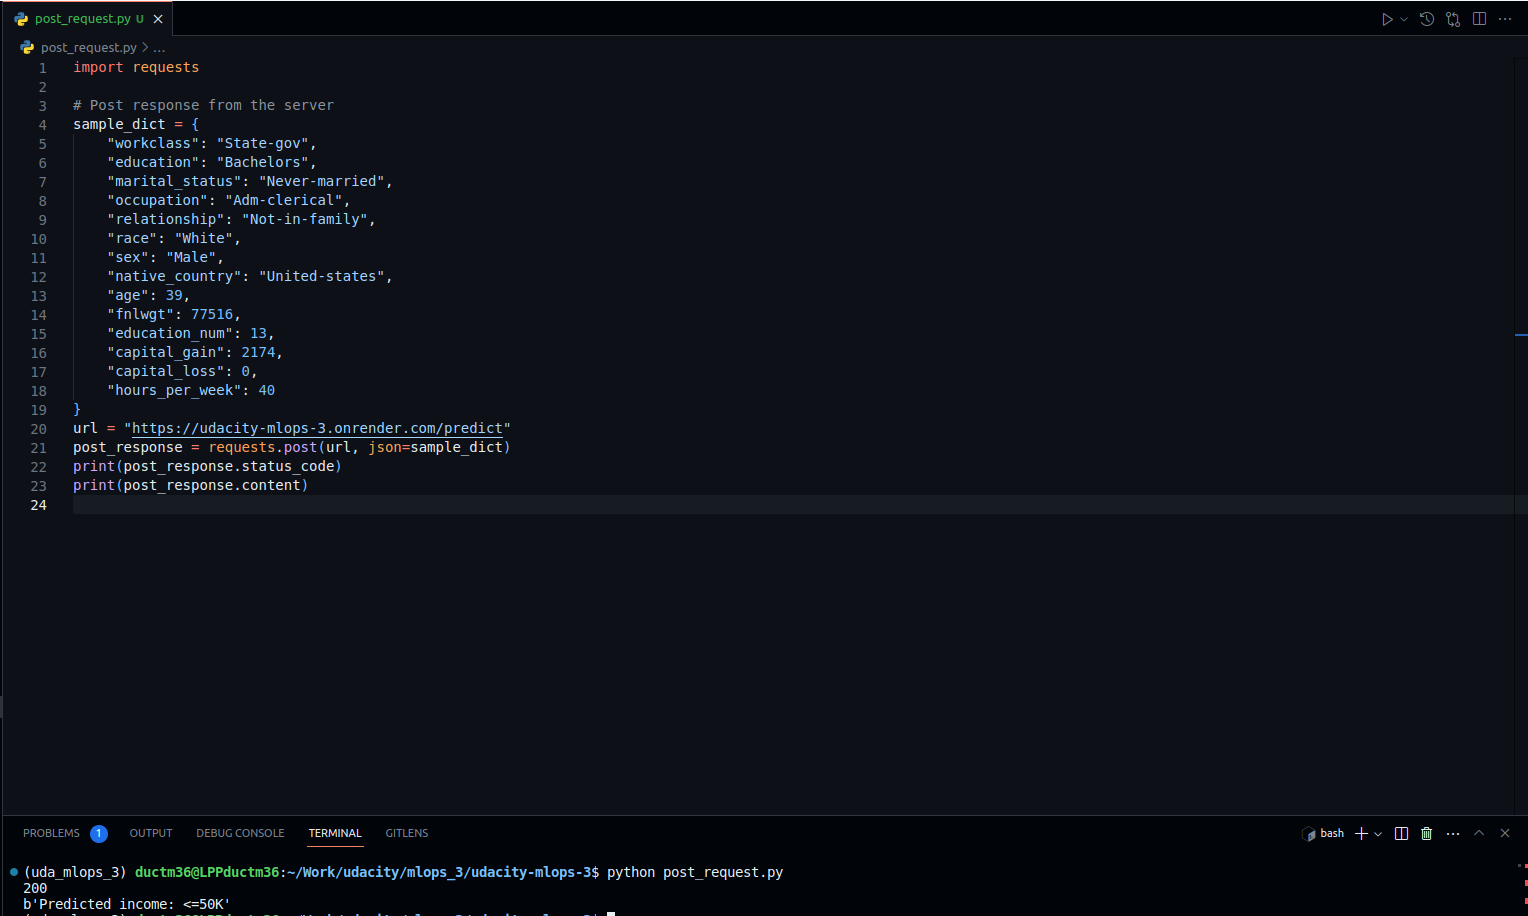 post_request.py U
post_request.py > ...
1 import requests
2
3 # Post response from the server
4 sample_dict = {
5     "workclass": "State-gov",
6     "education": "Bachelors",
7     "marital_status": "Never-married",
8     "occupation": "Adm-clerical",
9     "relationship": "Not-in-family",
10     "race": "White",
11     "sex": "Male",
12     "native_country": "United-states",
13     "age": 39,
14     "fnlwgt": 77516,
15     "education_num": 13,
16     "capital_gain": 2174,
17     "capital_loss": 0,
18     "hours_per_week": 40
19 }
20 url = "https://udacity-mlops-3.onrender.com/predict"
21 post_response = requests.post(url, json=sample_dict)
22 print(post_response.status_code)
23 print(post_response.content)
24
PROBLEMS 1 OUTPUT DEBUG CONSOLE TERMINAL GITLENS bash
(uda_mlops_3) ductm36@LPPductm36:~/Work/udacity/mlops_3/udacity-mlops-3$ python post_request.py
200
b'Predicted income: <=50K'